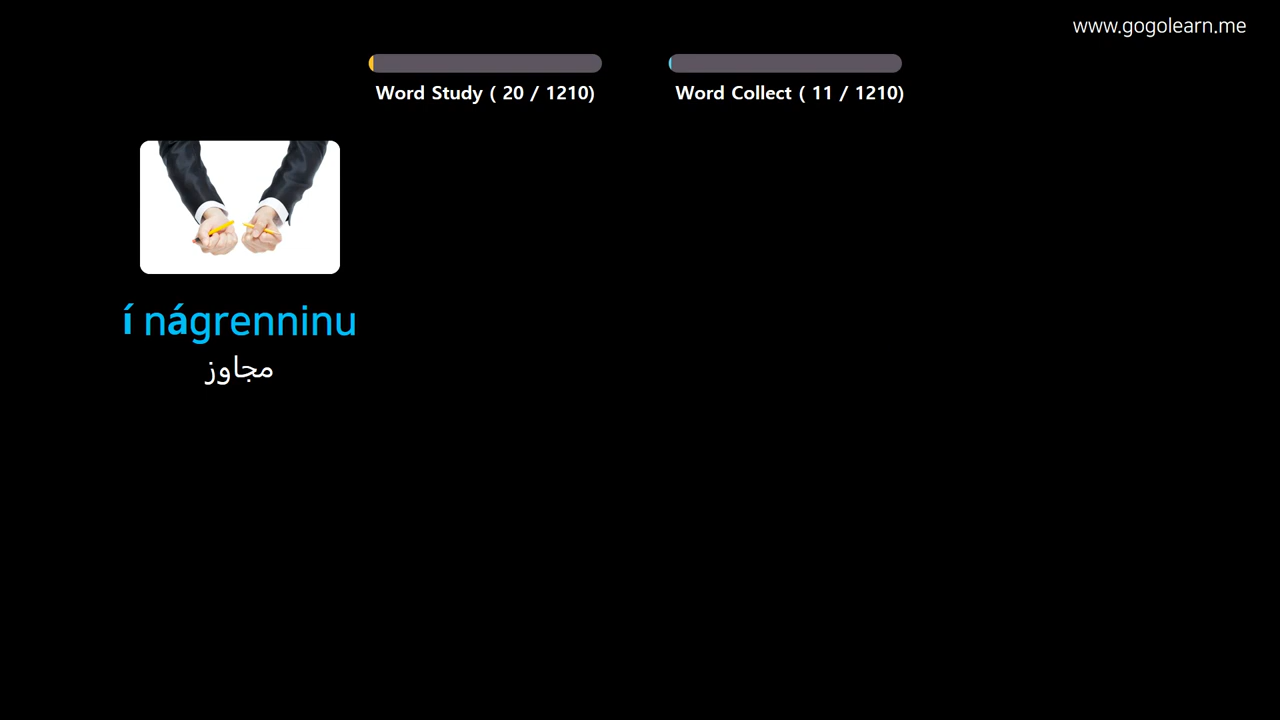 www.gogolearn.me
Word Study ( 20 / 1210)
Word Collect ( 11 / 1210)
í nágrenninu
مجاوز